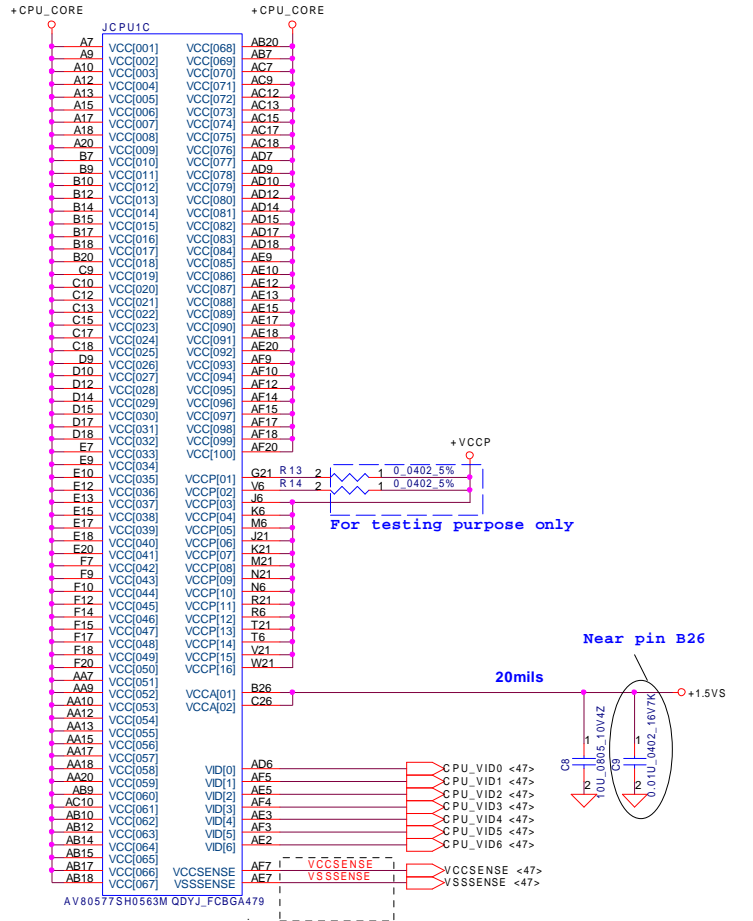 +CPU_CORE +CPU_CORE
JCPU1C
A7 VCC[001] VCC[068] AB20
A9 VCC[002] VCC[069] AB7
A10 VCC[003] VCC[070] AC7
A12 VCC[004] VCC[071] AC9
A13 VCC[005] VCC[072] AC12
A15 VCC[006] VCC[073] AC13
A17 VCC[007] VCC[074] AC15
A18 VCC[008] VCC[075] AC17
A20 VCC[009] VCC[076] AC18
B7 VCC[010] VCC[077] AD7
B9 VCC[011] VCC[078] AD9
B10 VCC[012] VCC[079] AD10
B12 VCC[013] VCC[080] AD12
B14 VCC[014] VCC[081] AD14
B15 VCC[015] VCC[082] AD15
B17 VCC[016] VCC[083] AD17
B18 VCC[017] VCC[084] AD18
B20 VCC[018] VCC[085] AE9
C9 VCC[019] VCC[086] AE10
C10 VCC[020] VCC[087] AE12
C12 VCC[021] VCC[088] AE13
C13 VCC[022] VCC[089] AE15
C15 VCC[023] VCC[090] AE17
C17 VCC[024] VCC[091] AE18
C18 VCC[025] VCC[092] AE20
D9 VCC[026] VCC[093] AF9
D10 VCC[027] VCC[094] AF10
D12 VCC[028] VCC[095] AF12
D14 VCC[029] VCC[096] AF14
D15 VCC[030] VCC[097] AF15
D17 VCC[031] VCC[098] AF17
D18 VCC[032] VCC[099] AF18
E7 VCC[033] VCC[100] AF20
+VCCP
E9 VCC[034]
E10 VCC[035] VCCP[01] G21 R13 2 1 0_0402_5%
E12 VCC[036] VCCP[02] V6 R14 2 1 0_0402_5%
E13 VCC[037] VCCP[03] J6
E15 VCC[038] VCCP[04] K6
E17 VCC[039] VCCP[05] M6
For testing purpose only
E18 VCC[040] VCCP[06] J21
E20 VCC[041] VCCP[07] K21
F7 VCC[042] VCCP[08] M21
F9 VCC[043] VCCP[09] N21
F10 VCC[044] VCCP[10] N6
F12 VCC[045] VCCP[11] R21
F14 VCC[046] VCCP[12] R6
F15 VCC[047] VCCP[13] T21
F17 VCC[048] VCCP[14] T6
F18 VCC[049] VCCP[15] V21
F20 VCC[050] VCCP[16] W21
Near pin B26
AA7 VCC[051]
20mils
AA9 VCC[052] VCCA[01] B26
+1.5VS
AA10 VCC[053] VCCA[02] C26
AA12 VCC[054]
AA13 VCC[055]
AA15 VCC[056]
AA17 VCC[057]
C8 1 2 10U_0805_10V4Z
C9 1 2 0.01U_0402_16V7K
AA18 VCC[058] VID[0] AD6 CPU_VID0 <47>
AA20 VCC[059] VID[1] AF5 CPU_VID1 <47>
AB9 VCC[060] VID[2] AE5 CPU_VID2 <47>
AC10 VCC[061] VID[3] AF4 CPU_VID3 <47>
AB10 VCC[062] VID[4] AE3 CPU_VID4 <47>
AB12 VCC[063] VID[5] AF3 CPU_VID5 <47>
AB14 VCC[064] VID[6] AE2 CPU_VID6 <47>
AB15 VCC[065]
AB17 VCC[066] VCCSENSE AF7 VCCSENSE VCCSENSE <47>
AB18 VCC[067] VSSSENSE AE7 VSSSENSE VSSSENSE <47>
AV80577SH0563M QDYJ_FCBGA479